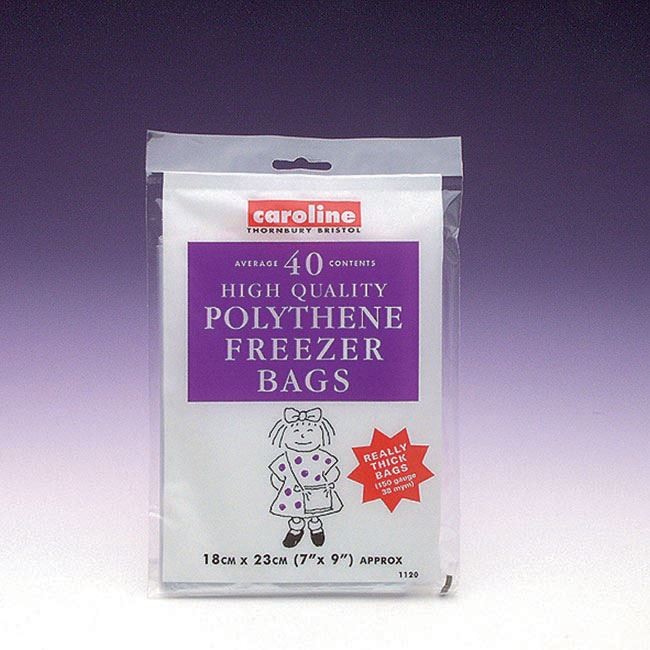 caroline
THORNBURY BRISTOL
AVERAGE 40 CONTENTS
HIGH QUALITY
POLYTHENE
FREEZER
BAGS
REALLY
THICK
BAGS
(150 gauge
38 mym)
18CM X 23CM (7"X 9") APPROX
1120